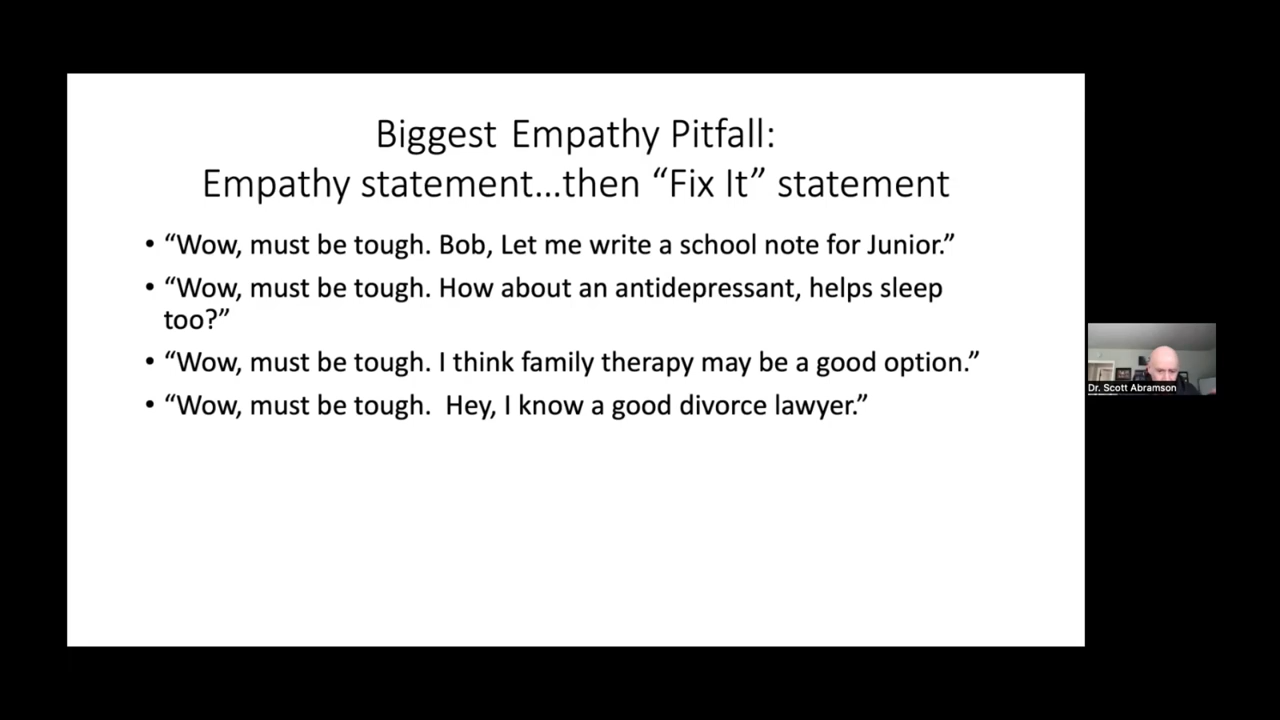 Biggest Empathy Pitfall:
Empathy statement...then “Fix It” statement
• “Wow, must be tough. Bob, Let me write a school note for Junior.”
• “Wow, must be tough. How about an antidepressant, helps sleep
too?”
• “Wow, must be tough. I think family therapy may be a good option.”
• “Wow, must be tough.  Hey, I know a good divorce lawyer.”
Dr. Scott Abramson